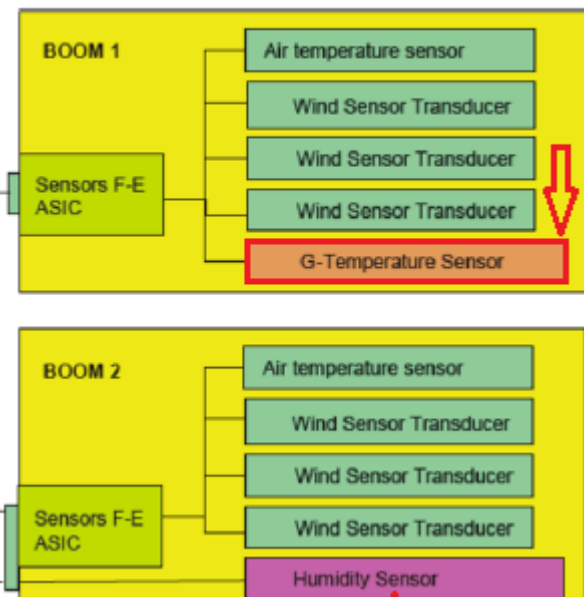 BOOM 1
Air temperature sensor
Wind Sensor Transducer
Wind Sensor Transducer
Sensors F-E
ASIC
Wind Sensor Transducer
G-Temperature Sensor
BOOM 2
Air temperature sensor
Wind Sensor Transducer
Wind Sensor Transducer
Sensors F-E
ASIC
Wind Sensor Transducer
Humidity Sensor